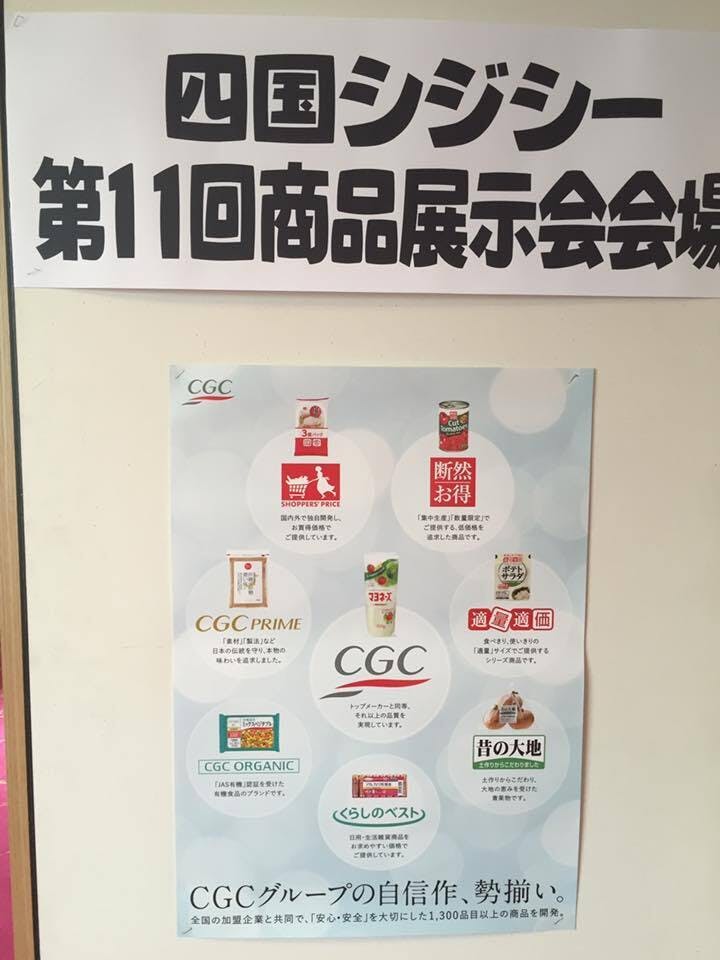 四国シジシー
第11回商品展示会会場
CGC
3食パック
Cut
Tomatoes
SHOPPERS' PRICE
国内外で独自開発し、
お買得価格で
ご提供しています。
断然
お得
「集中生産」「数量限定」で
ご提供する、低価格を
追求した商品です。
CGC PRIME
「素材」「製法」など
日本の伝統を守り、本物の
味わいを追求しました。
マヨネーズ
CGC
トップメーカーと同等、
それ以上の品質を
実現しています。
ポテト
サラダ
適量適価
食べきり、使いきりの
「適量」サイズでご提供する
シリーズ商品です。
ミックスベジタブル
CGC ORGANIC
「JAS有機」認証を受けた
有機食品のブランドです。
昔の大地
土作りからこだわりました
土作りからこだわり、
大地の恵みを受けた
青果物です。
くらしのベスト
日用・生活雑貨商品を
お求めやすい価格で
ご提供しています。
CGCグループの自信作、勢揃い。
全国の加盟企業と共同で、「安心・安全」を大切にした1,300品目以上の商品を開発。